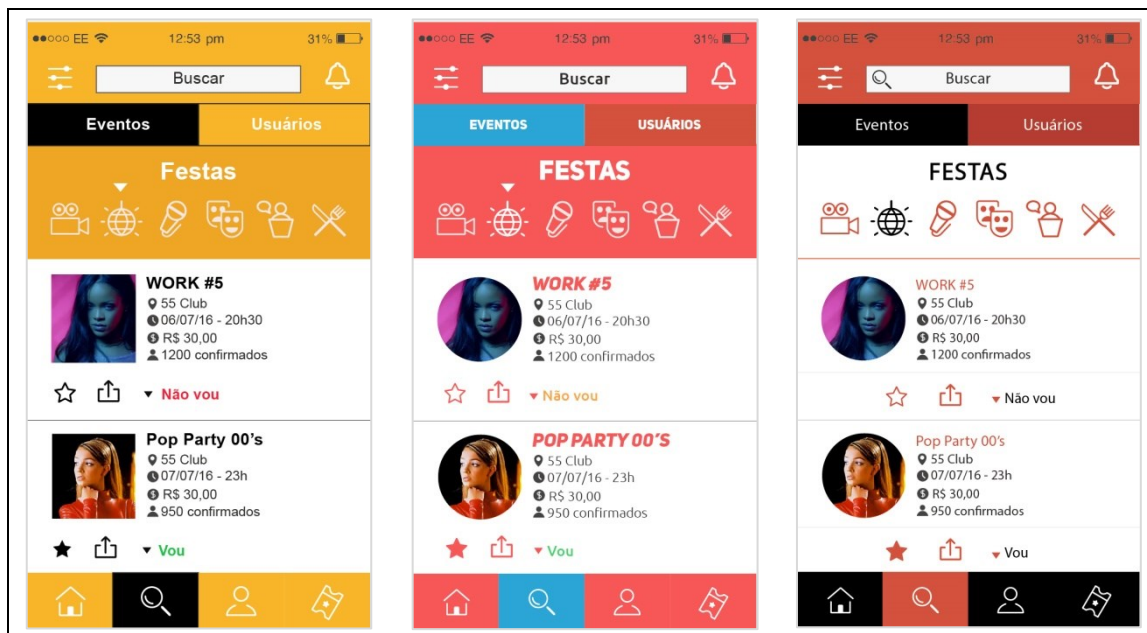 EE 12:53 pm 31%
Buscar
Eventos Usuários
Festas
WORK #5
55 Club
06/07/16 - 20h30
R$ 30,00
1200 confirmados
Não vou
Pop Party 00's
55 Club
07/07/16 - 23h
R$ 30,00
950 confirmados
Vou
EE 12:53 pm 31%
Buscar
EVENTOS USUÁRIOS
FESTAS
WORK #5
55 Club
06/07/16 - 20h30
R$ 30,00
1200 confirmados
Não vou
POP PARTY 00'S
55 Club
07/07/16 - 23h
R$ 30,00
950 confirmados
Vou
EE 12:53 pm 31%
Buscar
Eventos Usuários
FESTAS
WORK #5
55 Club
06/07/16 - 20h30
R$ 30,00
1200 confirmados
Não vou
Pop Party 00's
55 Club
07/07/16 - 23h
R$ 30,00
950 confirmados
Vou